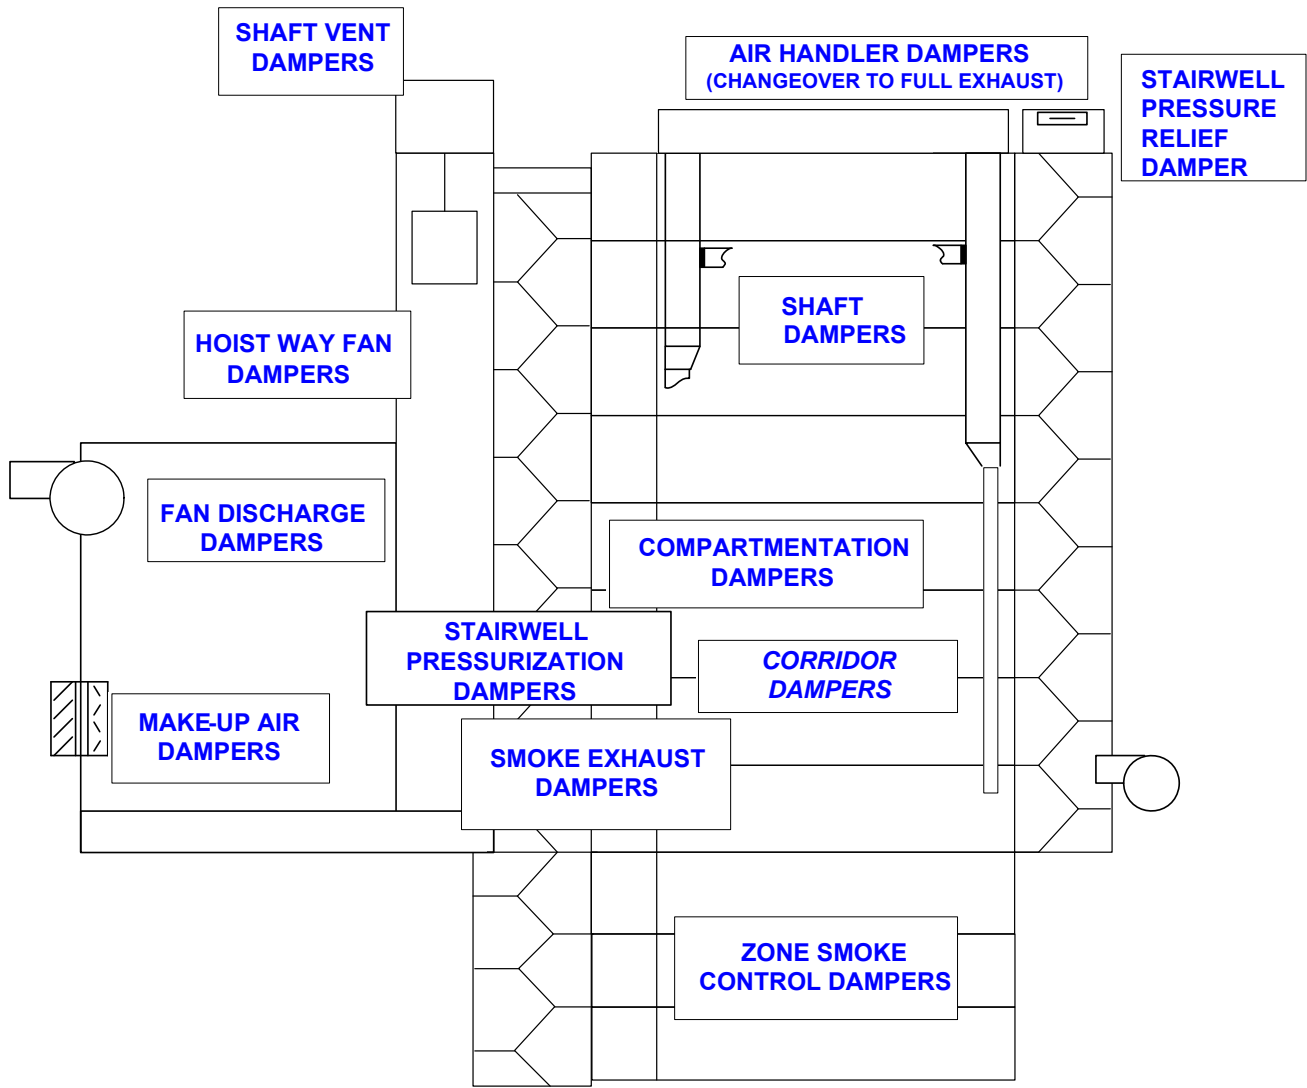 SHAFT VENT
DAMPERS
AIR HANDLER DAMPERS
(CHANGEOVER TO FULL EXHAUST)
STAIRWELL
PRESSURE
RELIEF
DAMPER
SHAFT
DAMPERS
HOIST WAY FAN
DAMPERS
FAN DISCHARGE
DAMPERS
COMPARTMENTATION
DAMPERS
STAIRWELL
PRESSURIZATION
DAMPERS
CORRIDOR
DAMPERS
MAKE-UP AIR
DAMPERS
SMOKE EXHAUST
DAMPERS
ZONE SMOKE
CONTROL DAMPERS